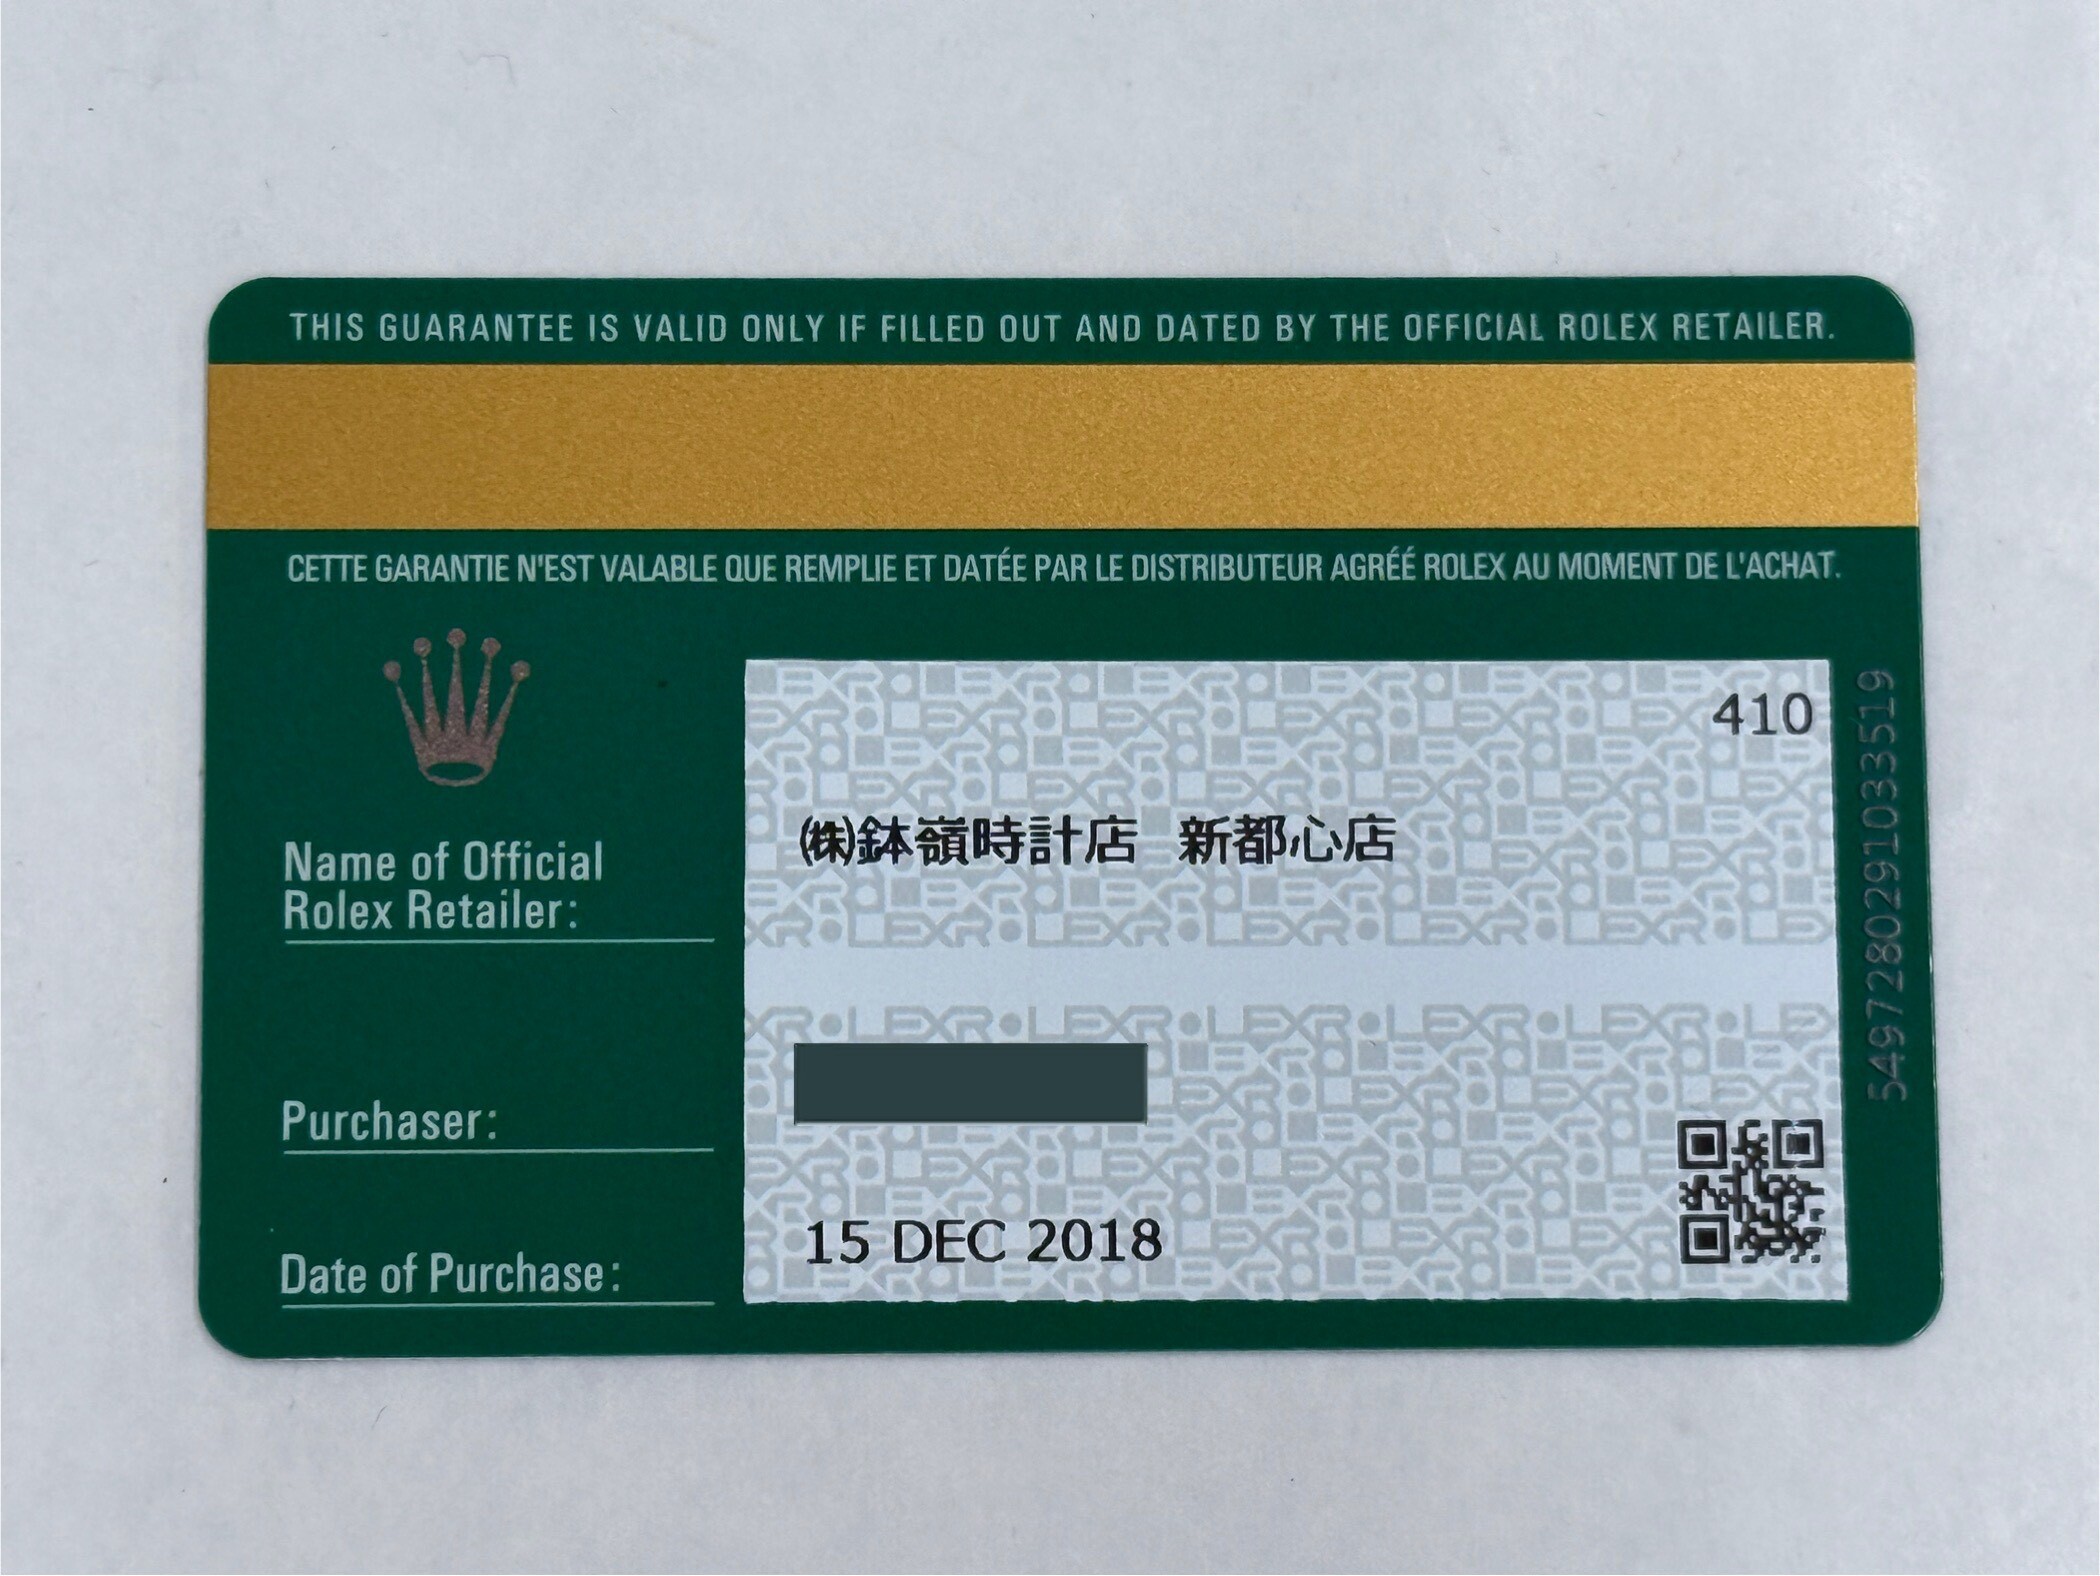 THIS GUARANTEE IS VALID ONLY IF FILLED OUT AND DATED BY THE OFFICIAL ROLEX RETAILER.
CETTE GARANTIE N'EST VALABLE QUE REMPLIE ET DATÉE PAR LE DISTRIBUTEUR AGRÉÉ ROLEX AU MOMENT DE L'ACHAT.
410
Name of Official
Rolex Retailer:
㈱鉢嶺時計店 新都心店
Purchaser:
Date of Purchase:
15 DEC 2018
5497280291033519